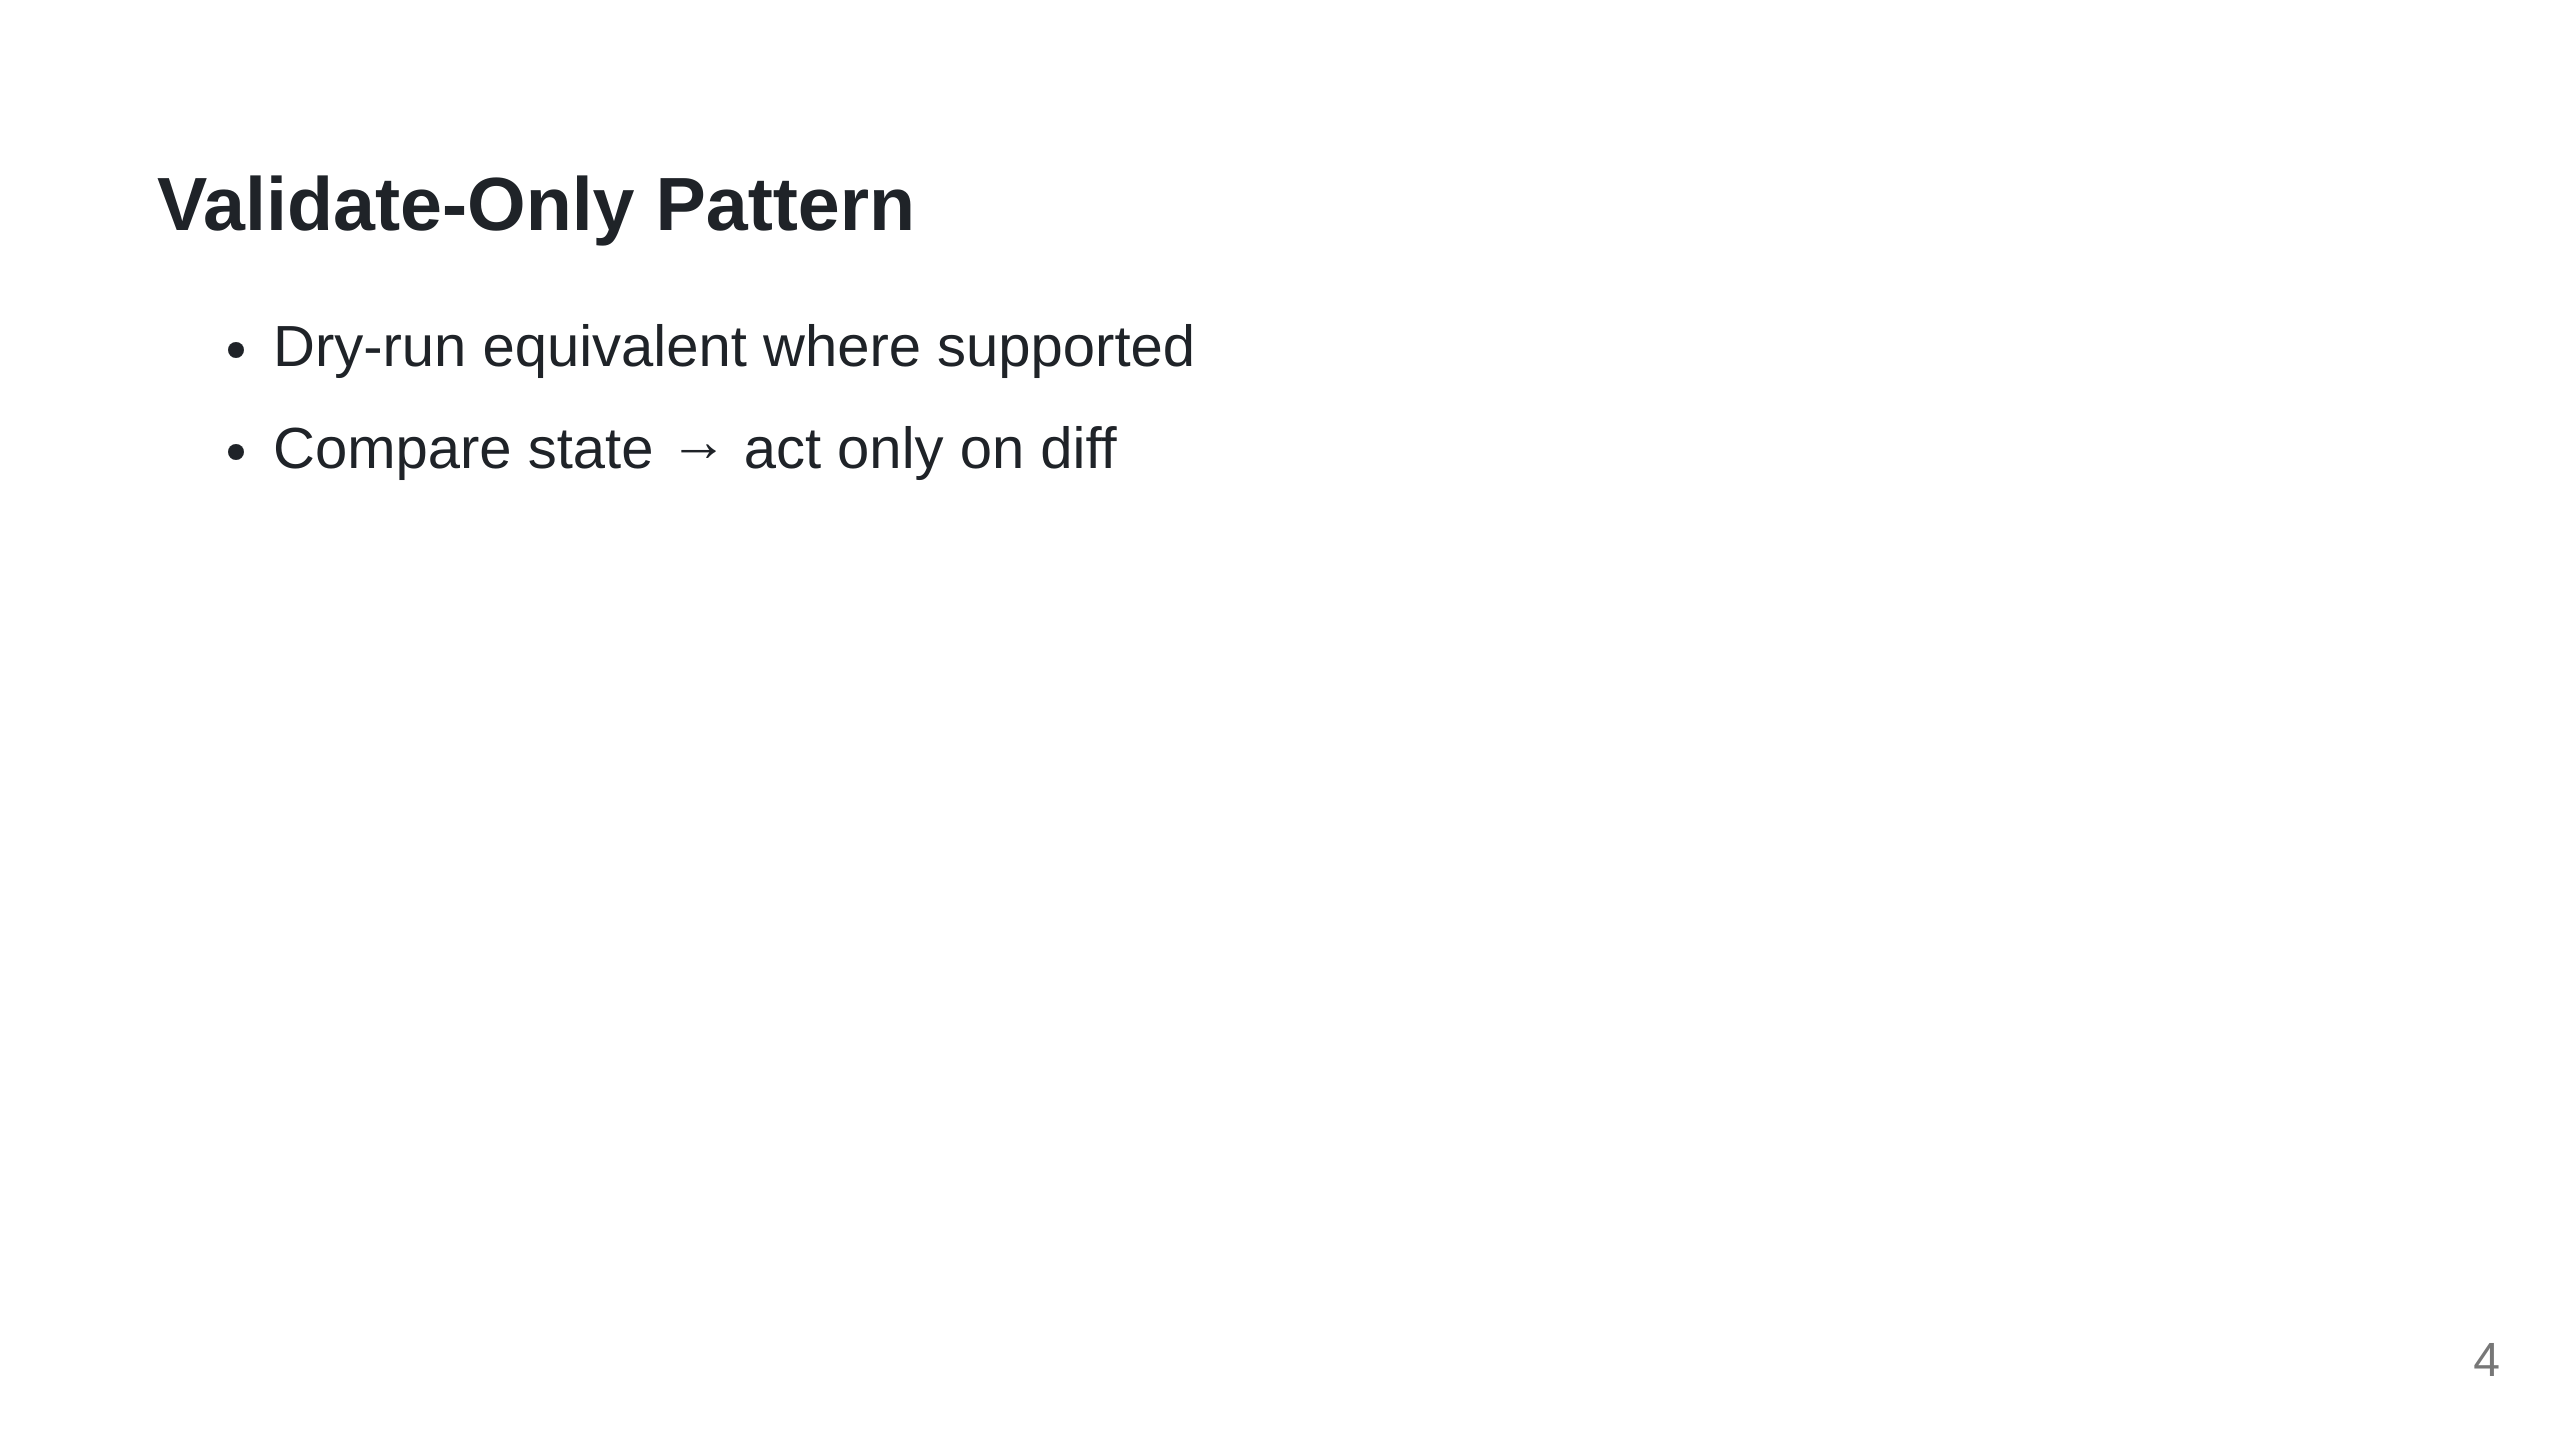 Validate-Only Pattern
• Dry-run equivalent where supported
• Compare state → act only on diff
4